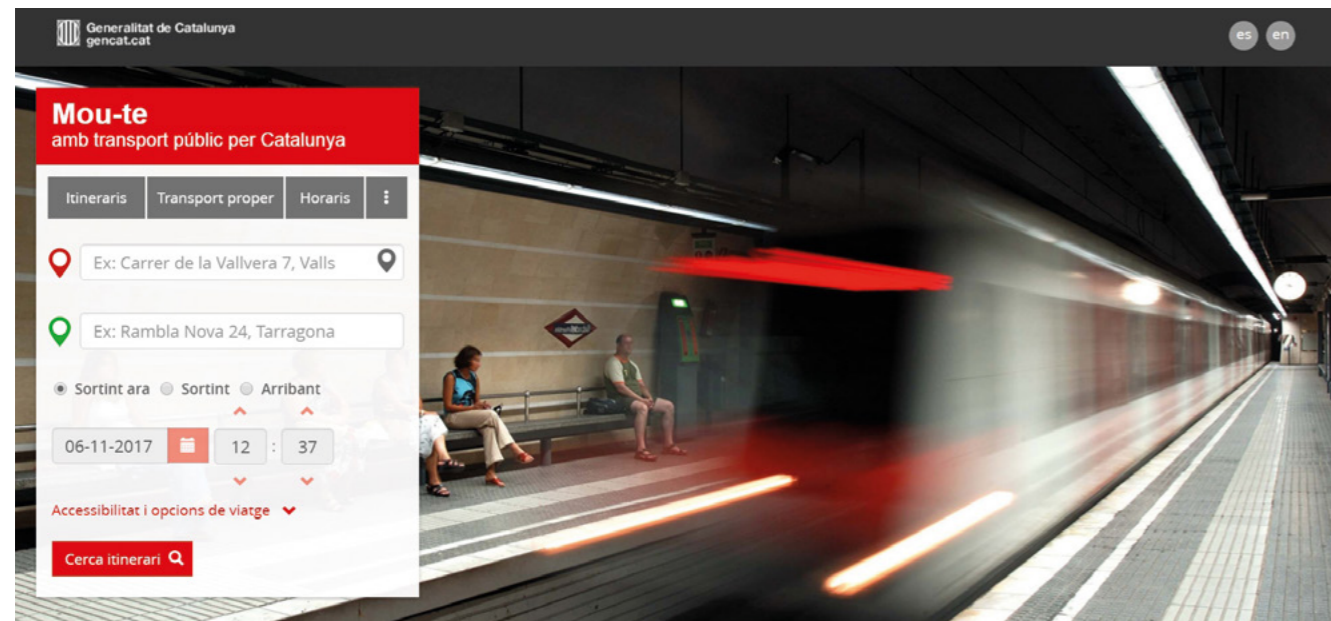 Generalitat de Catalunya
gencat.cat
es en
Mou-te
amb transport públic per Catalunya
Itineraris Transport proper Horaris
Ex: Carrer de la Vallvera 7, Valls
Ex: Rambla Nova 24, Tarragona
Sortint ara Sortint Arribant
06-11-2017 12 : 37
Accessibilitat i opcions de viatge
Cerca itinerari